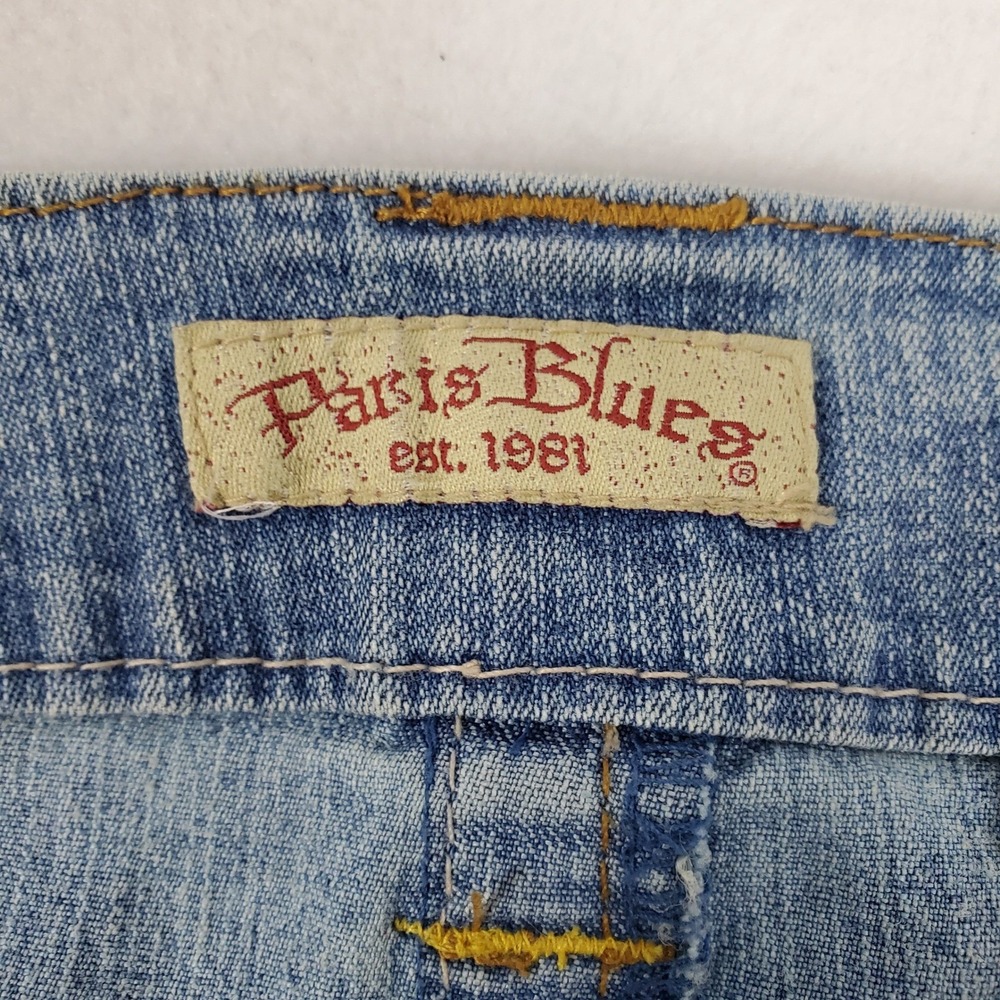 Paris Blues
est. 1981 ®